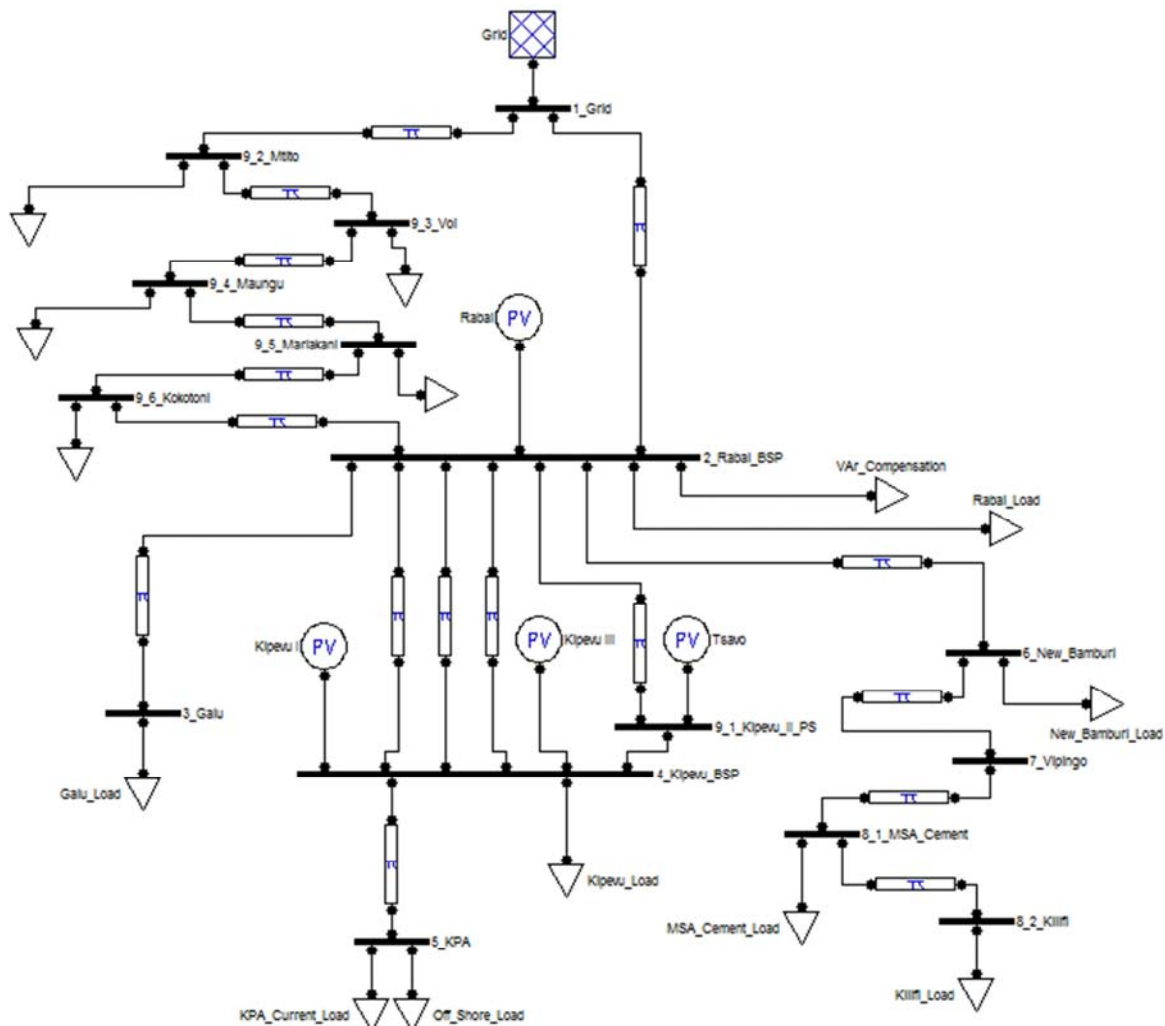 Grid
1_Grid
9_2_Mtito
9_3_Voi
9_4_Maungu
Rabai
PV
9_5_Mariakani
9_6_Kokotoni
2_Rabai_BSP
VAr_Compensation
Rabai_Load
Kipevu I
PV
PV
Kipevu III
PV
Tsavo
6_New_Bamburi
3_Galu
9_1_Kipevu_II_PS
New_Bamburi_Load
7_Vipingo
4_Kipevu_BSP
Galu_Load
8_1_MSA_Cement
Kipevu_Load
MSA_Cement_Load
8_2_Kilifi
5_KPA
Kilifi_Load
KPA_Current_Load
Off_Shore_Load